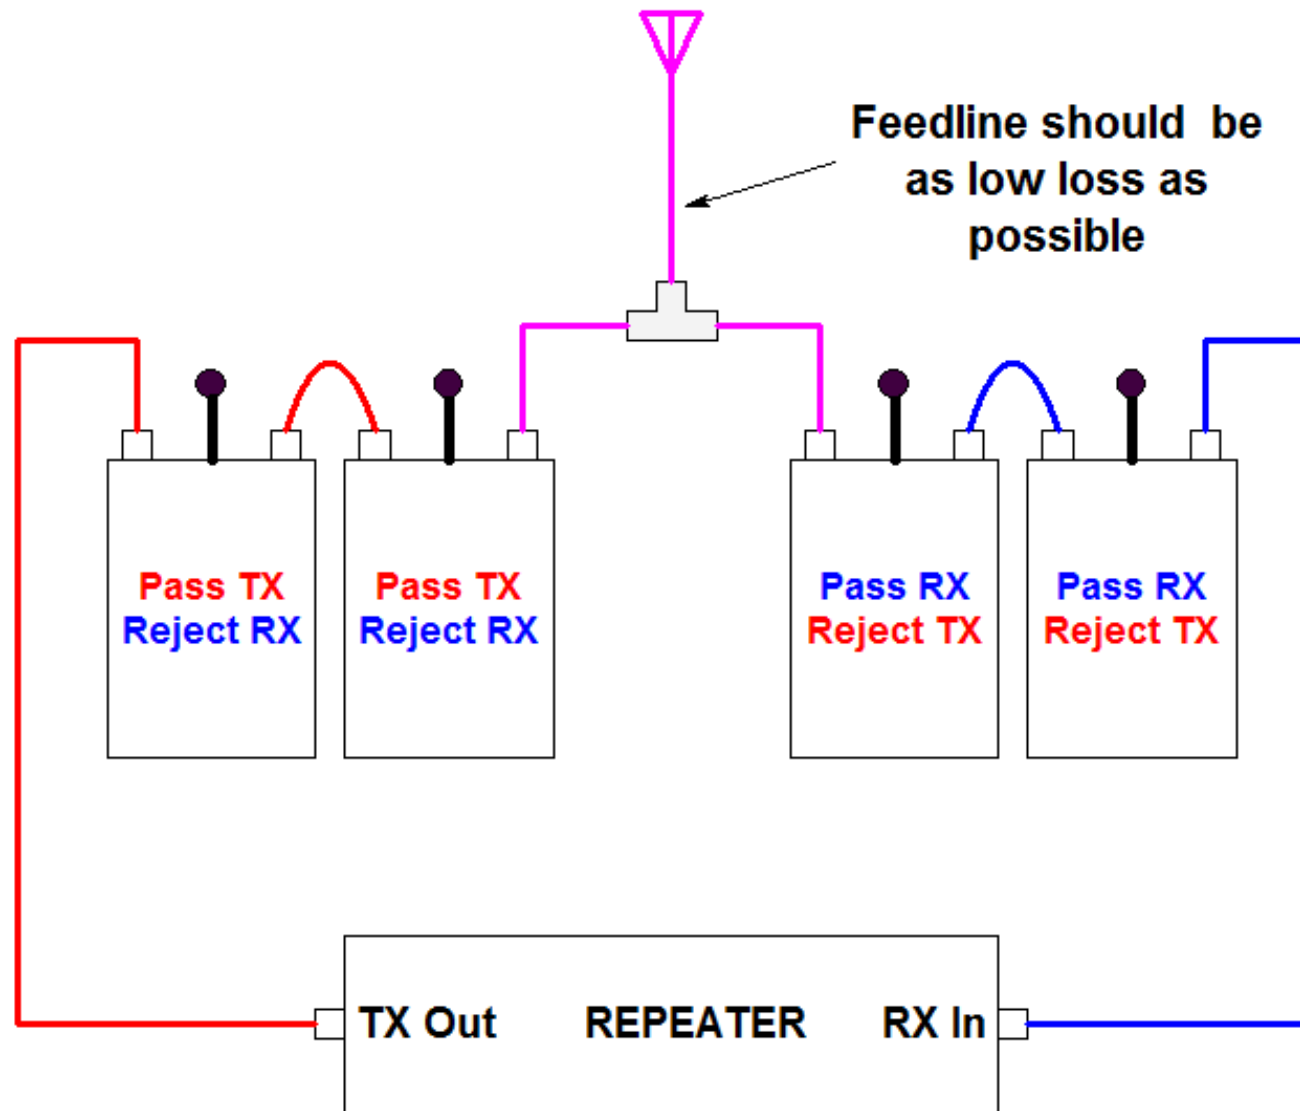 Feedline should be
as low loss as
possible
Pass TX
Reject RX
Pass TX
Reject RX
Pass RX
Reject TX
Pass RX
Reject TX
TX Out
REPEATER
RX In